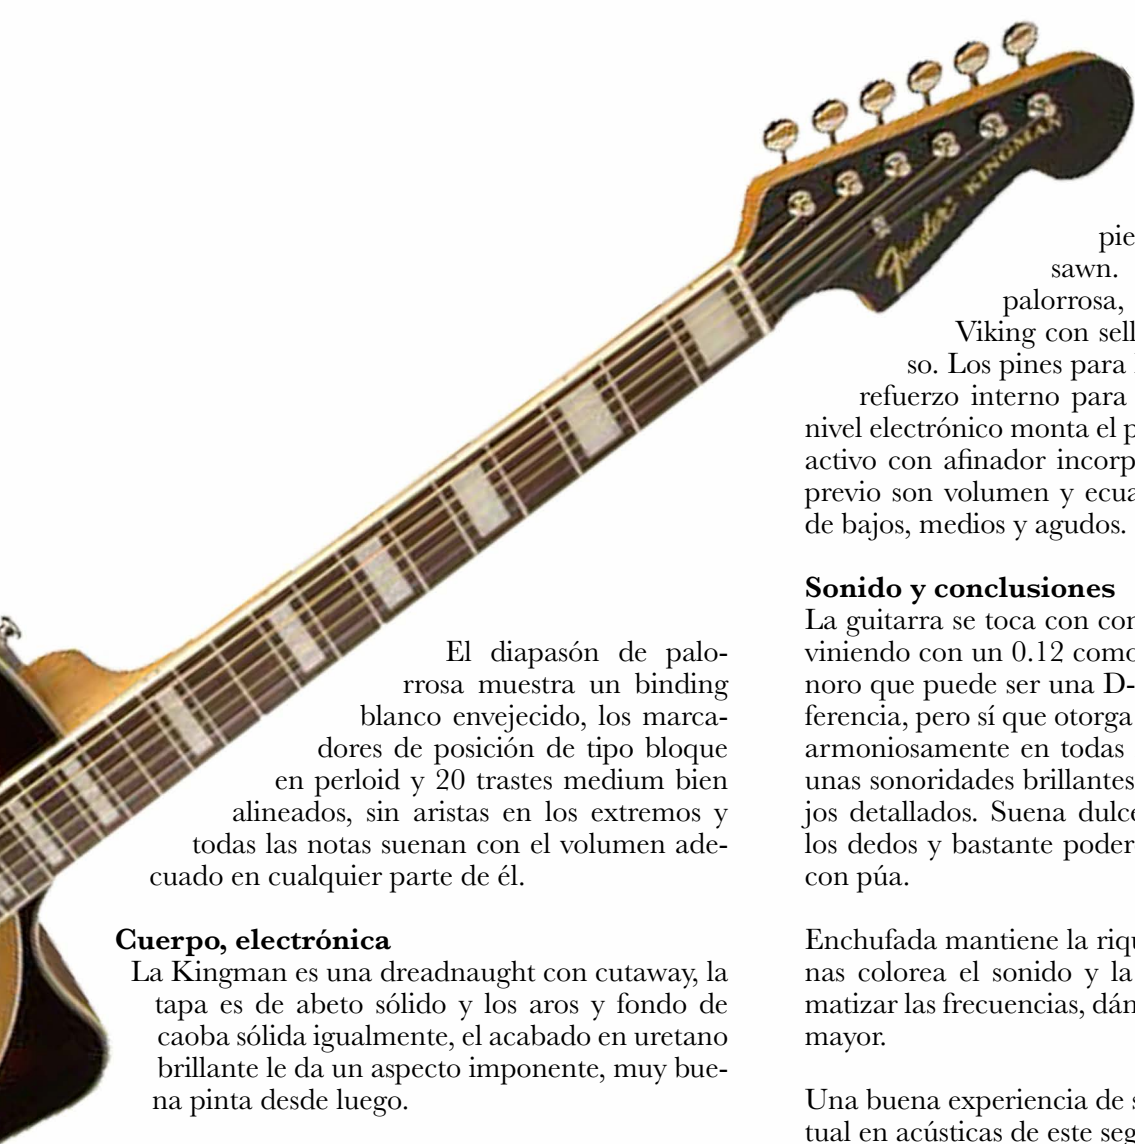 Fender KINGMAN
El diapasón de palo-
rrosa muestra un binding
blanco envejecido, los marca-
dores de posición de tipo bloque
en perloid y 20 trastes medium bien
alineados, sin aristas en los extremos y
todas las notas suenan con el volumen ade-
cuado en cualquier parte de él.
Cuerpo, electrónica
La Kingman es una dreadnaught con cutaway, la
tapa es de abeto sólido y los aros y fondo de
caoba sólida igualmente, el acabado en uretano
brillante le da un aspecto imponente, muy bue-
na pinta desde luego.
pie
sawn.
palorrosa,
Viking con sell
so. Los pines para
refuerzo interno para
nivel electrónico monta el p
activo con afinador incorp
previo son volumen y ecua
de bajos, medios y agudos.
Sonido y conclusiones
La guitarra se toca con con
viniendo con un 0.12 como
noro que puede ser una D-
ferencia, pero sí que otorga
armoniosamente en todas
unas sonoridades brillantes
jos detallados. Suena dulce
los dedos y bastante poder
con púa.
Enchufada mantiene la riqu
nas colorea el sonido y la
matizar las frecuencias, dán
mayor.
Una buena experiencia de s
tual en acústicas de este seg